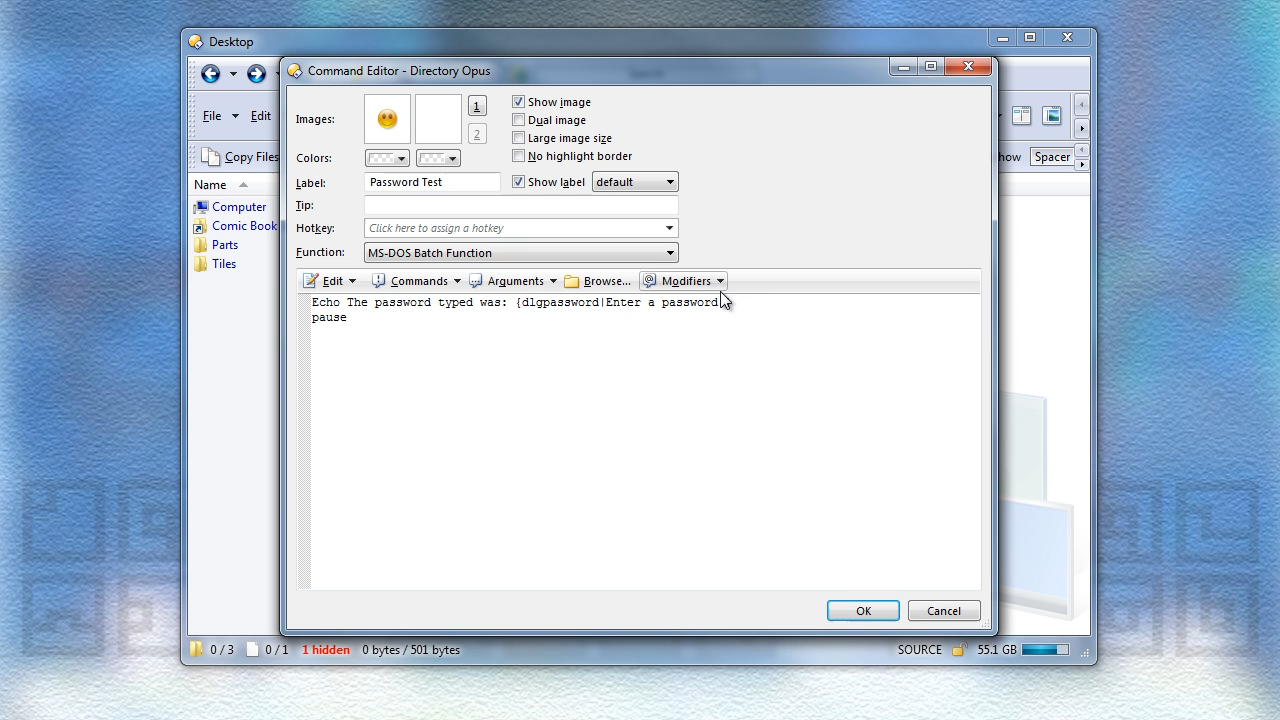 Desktop
Command Editor - Directory Opus
File
Edit
Copy Files
how
Spacer
Name
Computer
Comic Book
Parts
Tiles
Images:
1
2
Show image
Dual image
Large image size
No highlight border
Colors:
Label:
Password Test
Show label
default
Tip:
Hotkey:
Click here to assign a hotkey
Function:
MS-DOS Batch Function
Edit
Commands
Arguments
Browse...
Modifiers
Echo The password typed was: {dlgpassword|Enter a password
pause
OK
Cancel
0 / 3
0 / 1
1 hidden
0 bytes / 501 bytes
SOURCE
55.1 GB